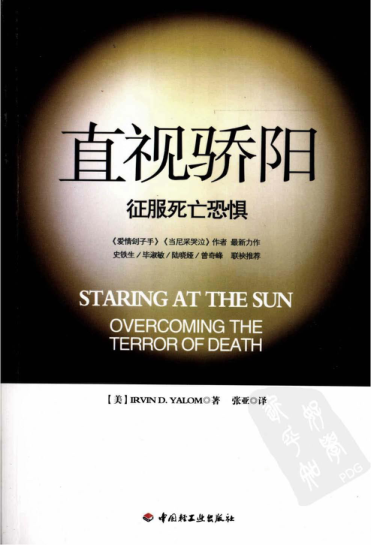 直视骄阳
征服死亡恐惧
《爱情刽子手》《当尼采哭泣》作者 最新力作
史铁生/毕淑敏/陆晓娅/曾奇峰 联袂推荐
STARING AT THE SUN
OVERCOMING THE
TERROR OF DEATH
【美】IRVIN D. YALOM◎著 张亚◎译
PDG
中国轻工业出版社